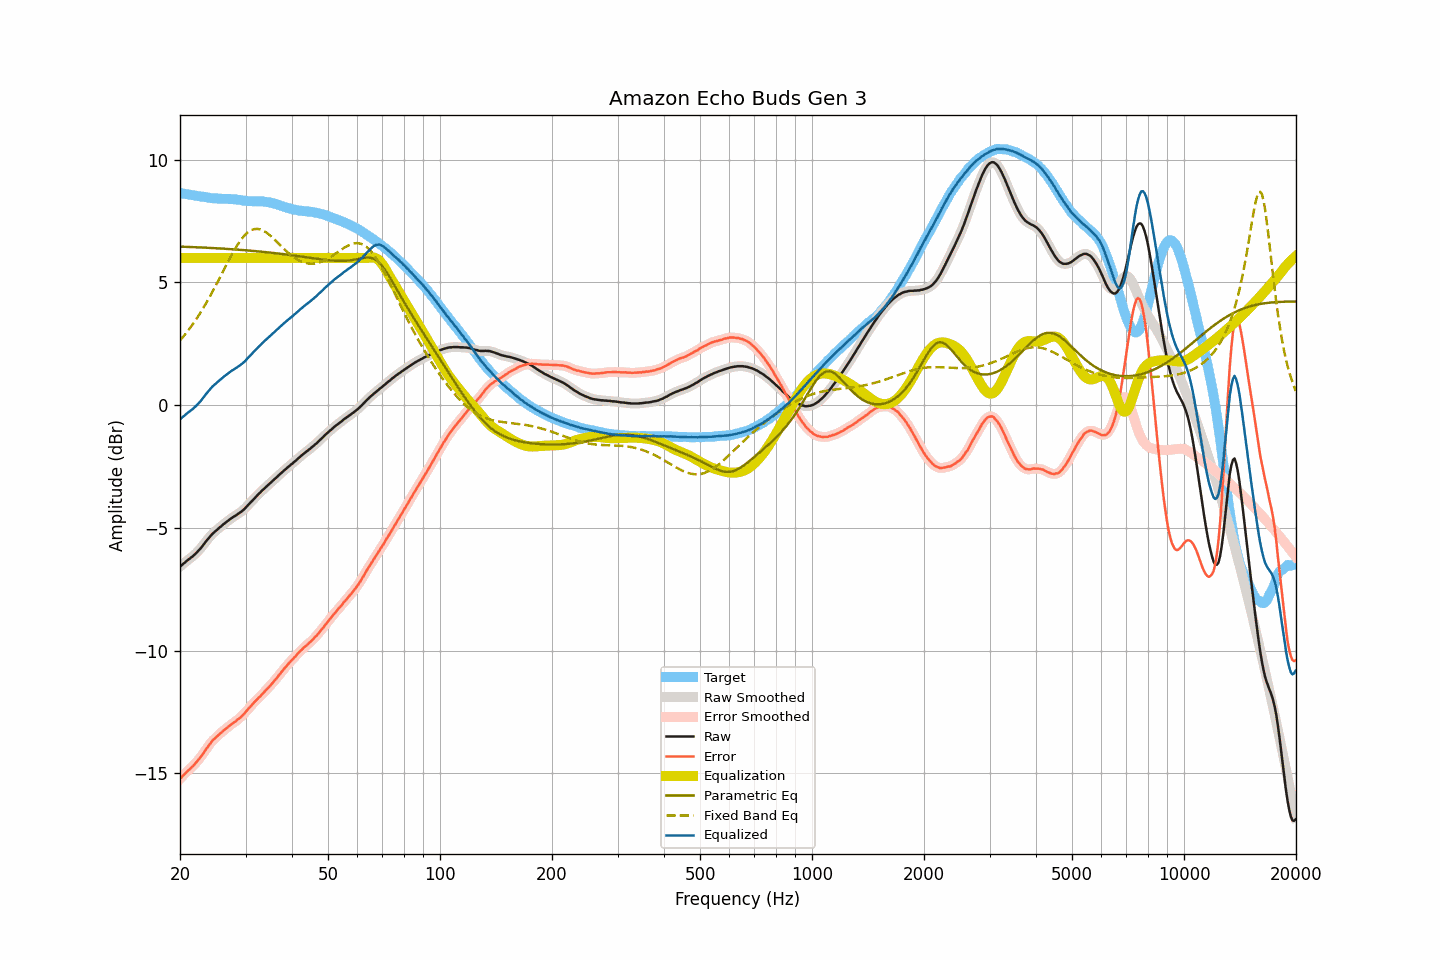 Amazon Echo Buds Gen 3
10
5
0
−5
−10
−15
Amplitude (dBr)
Target
Raw Smoothed
Error Smoothed
Raw
Error
Equalization
Parametric Eq
Fixed Band Eq
Equalized
20 50 100 200 500 1000 2000 5000 10000 20000
Frequency (Hz)